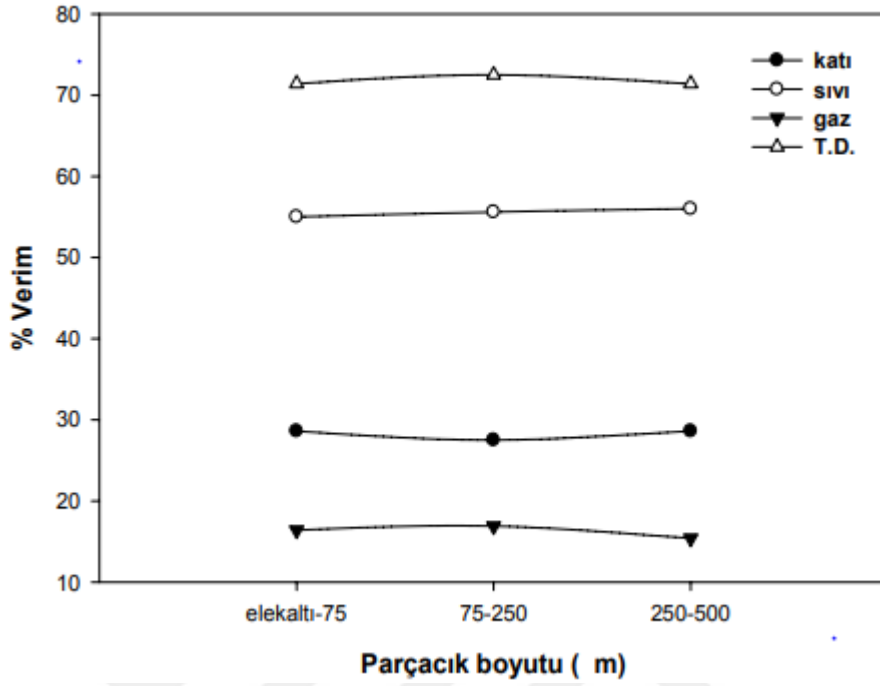 80
70
60
50
40
30
20
10
% Verim
katı
sıvı
gaz
T.D.
elekaltı-75 75-250 250-500
Parçacık boyutu ( m)